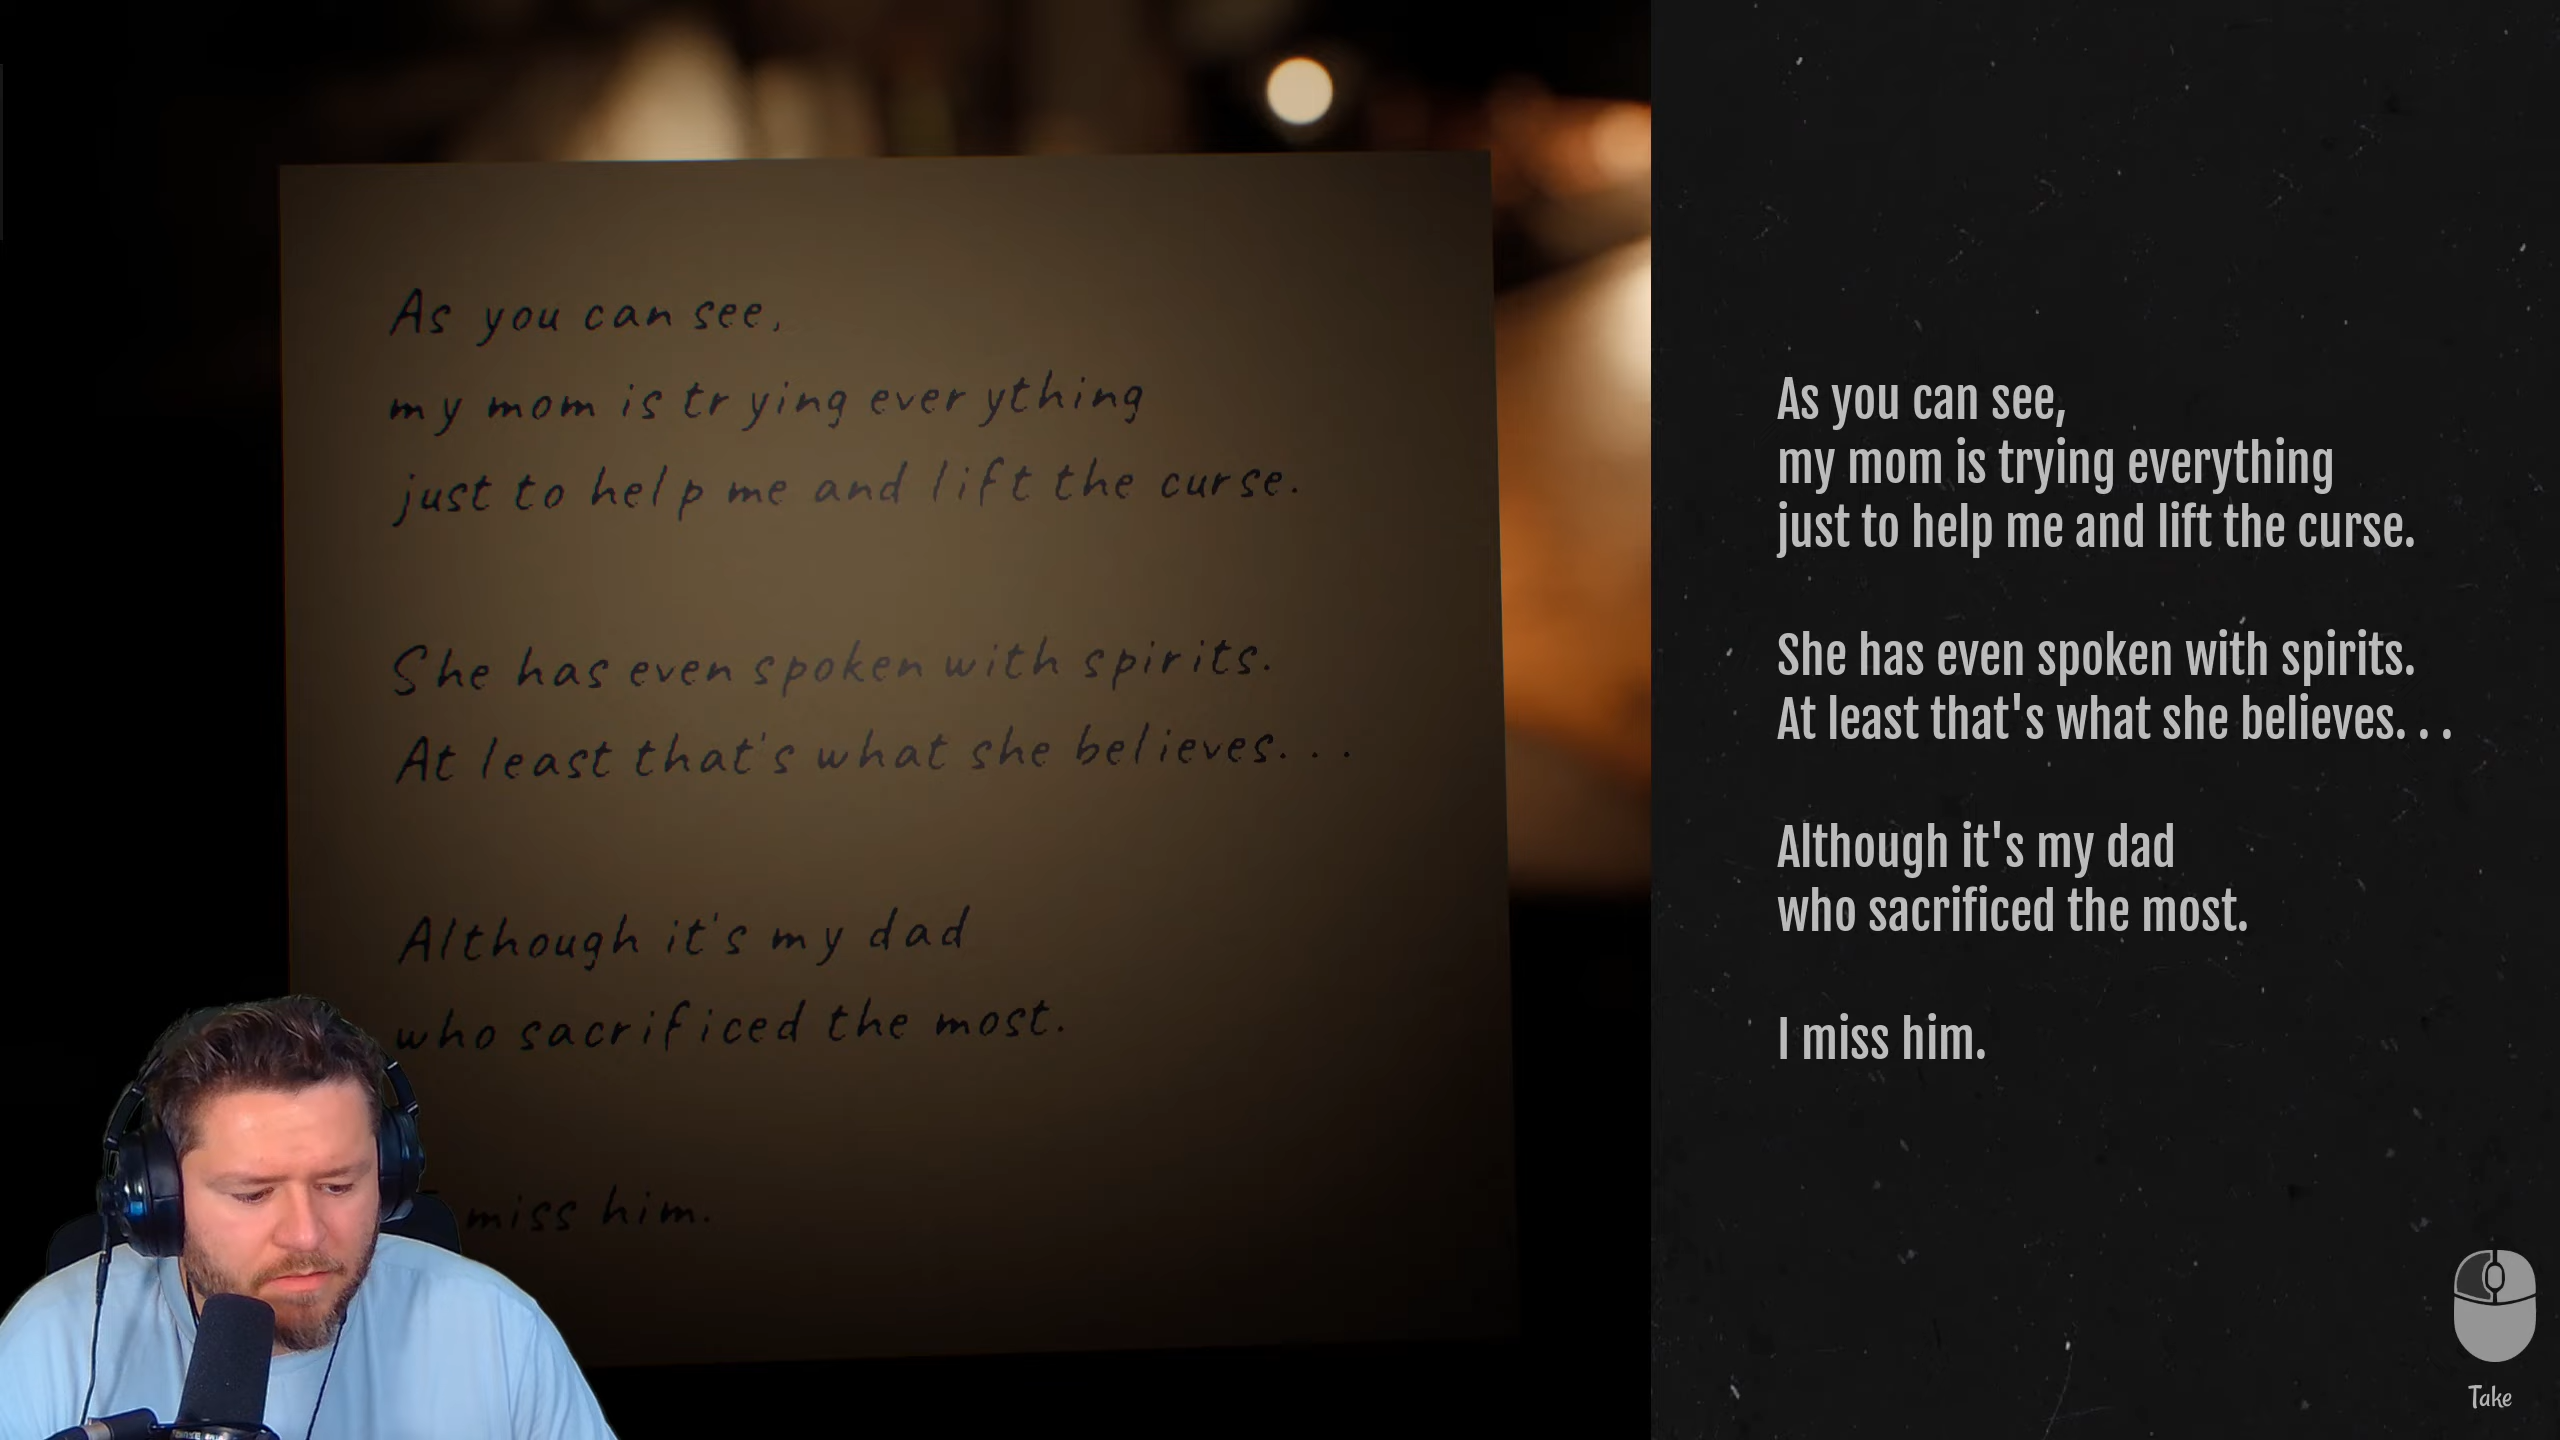 As you can see,
my mom is trying everything
just to help me and lift the curse.
She has even spoken with spirits.
At least that's what she believes. . .
Although it's my dad
who sacrificed the most.
miss him.
As you can see,
my mom is trying everything
just to help me and lift the curse.
She has even spoken with spirits.
At least that's what she believes. . .
Although it's my dad
who sacrificed the most.
I miss him.
Take